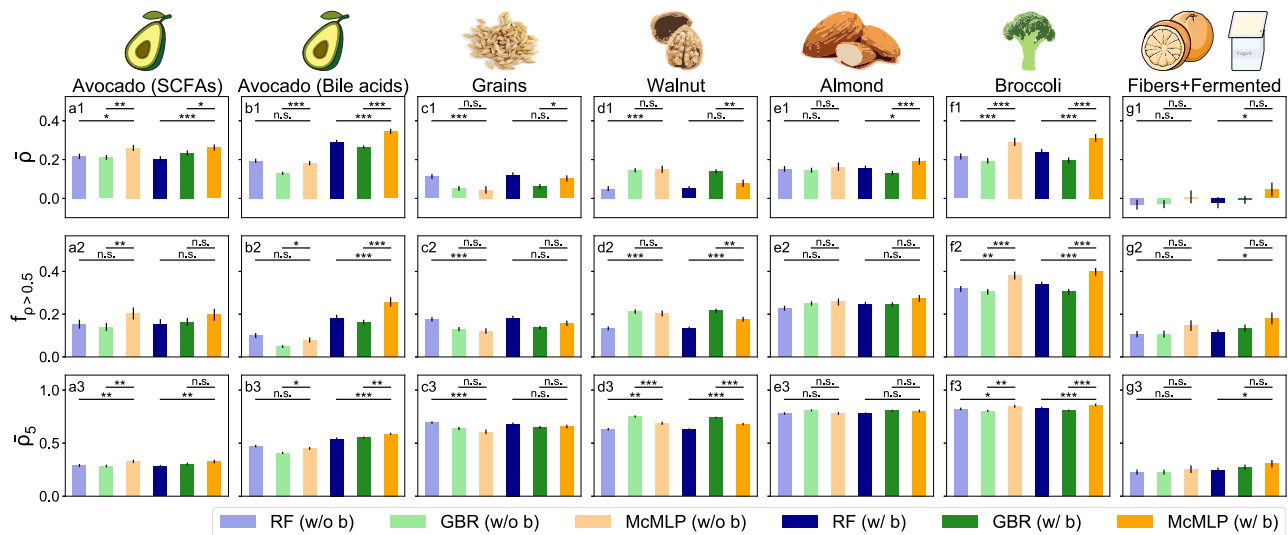 Yogurt
Avocado (SCFAs) Avocado (Bile acids) Grains Walnut Almond Broccoli Fibers+Fermented
a1 ** * * *** b1 *** n.s. *** *** c1 n.s. *** * n.s. d1 n.s. *** ** n.s. e1 n.s. n.s. *** * f1 *** *** *** *** g1 n.s. n.s. n.s. *
0.4
0.2
0.0
ρ̄
a2 ** n.s. n.s. n.s. b2 * n.s. *** *** c2 n.s. *** n.s. n.s. d2 n.s. *** ** *** e2 n.s. n.s. n.s. n.s. f2 *** ** *** *** g2 n.s. n.s. n.s. *
0.4
0.2
0.0
f ρ > 0.5
a3 ** ** n.s. ** b3 * n.s. ** *** c3 n.s. *** n.s. n.s. d3 *** ** *** *** e3 n.s. n.s. n.s. n.s. f3 ** * *** *** g3 n.s. n.s. n.s. *
1.0
0.5
0.0
ρ̄5
RF (w/o b) GBR (w/o b) McMLP (w/o b) RF (w/ b) GBR (w/ b) McMLP (w/ b)